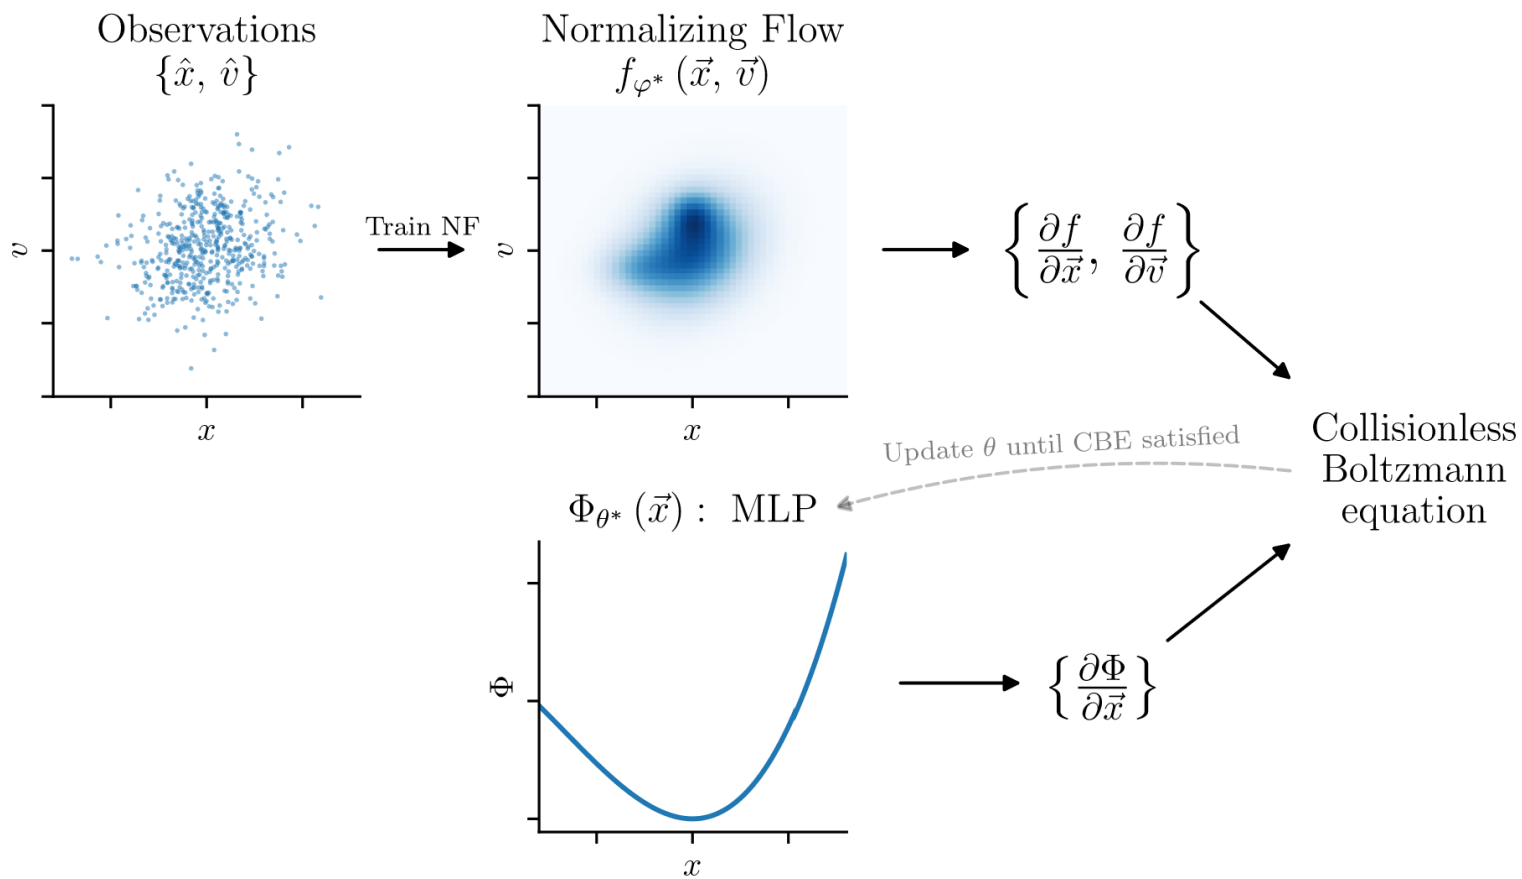 Observations
{x̂, v̂}
v
x
Train NF
Normalizing Flow
f_φ* (x⃗, v⃗)
v
x
{∂f/∂x⃗, ∂f/∂v⃗}
Collisionless
Boltzmann
equation
Update θ until CBE satisfied
Φ_θ* (x⃗) : MLP
Φ
x
{∂Φ/∂x⃗}